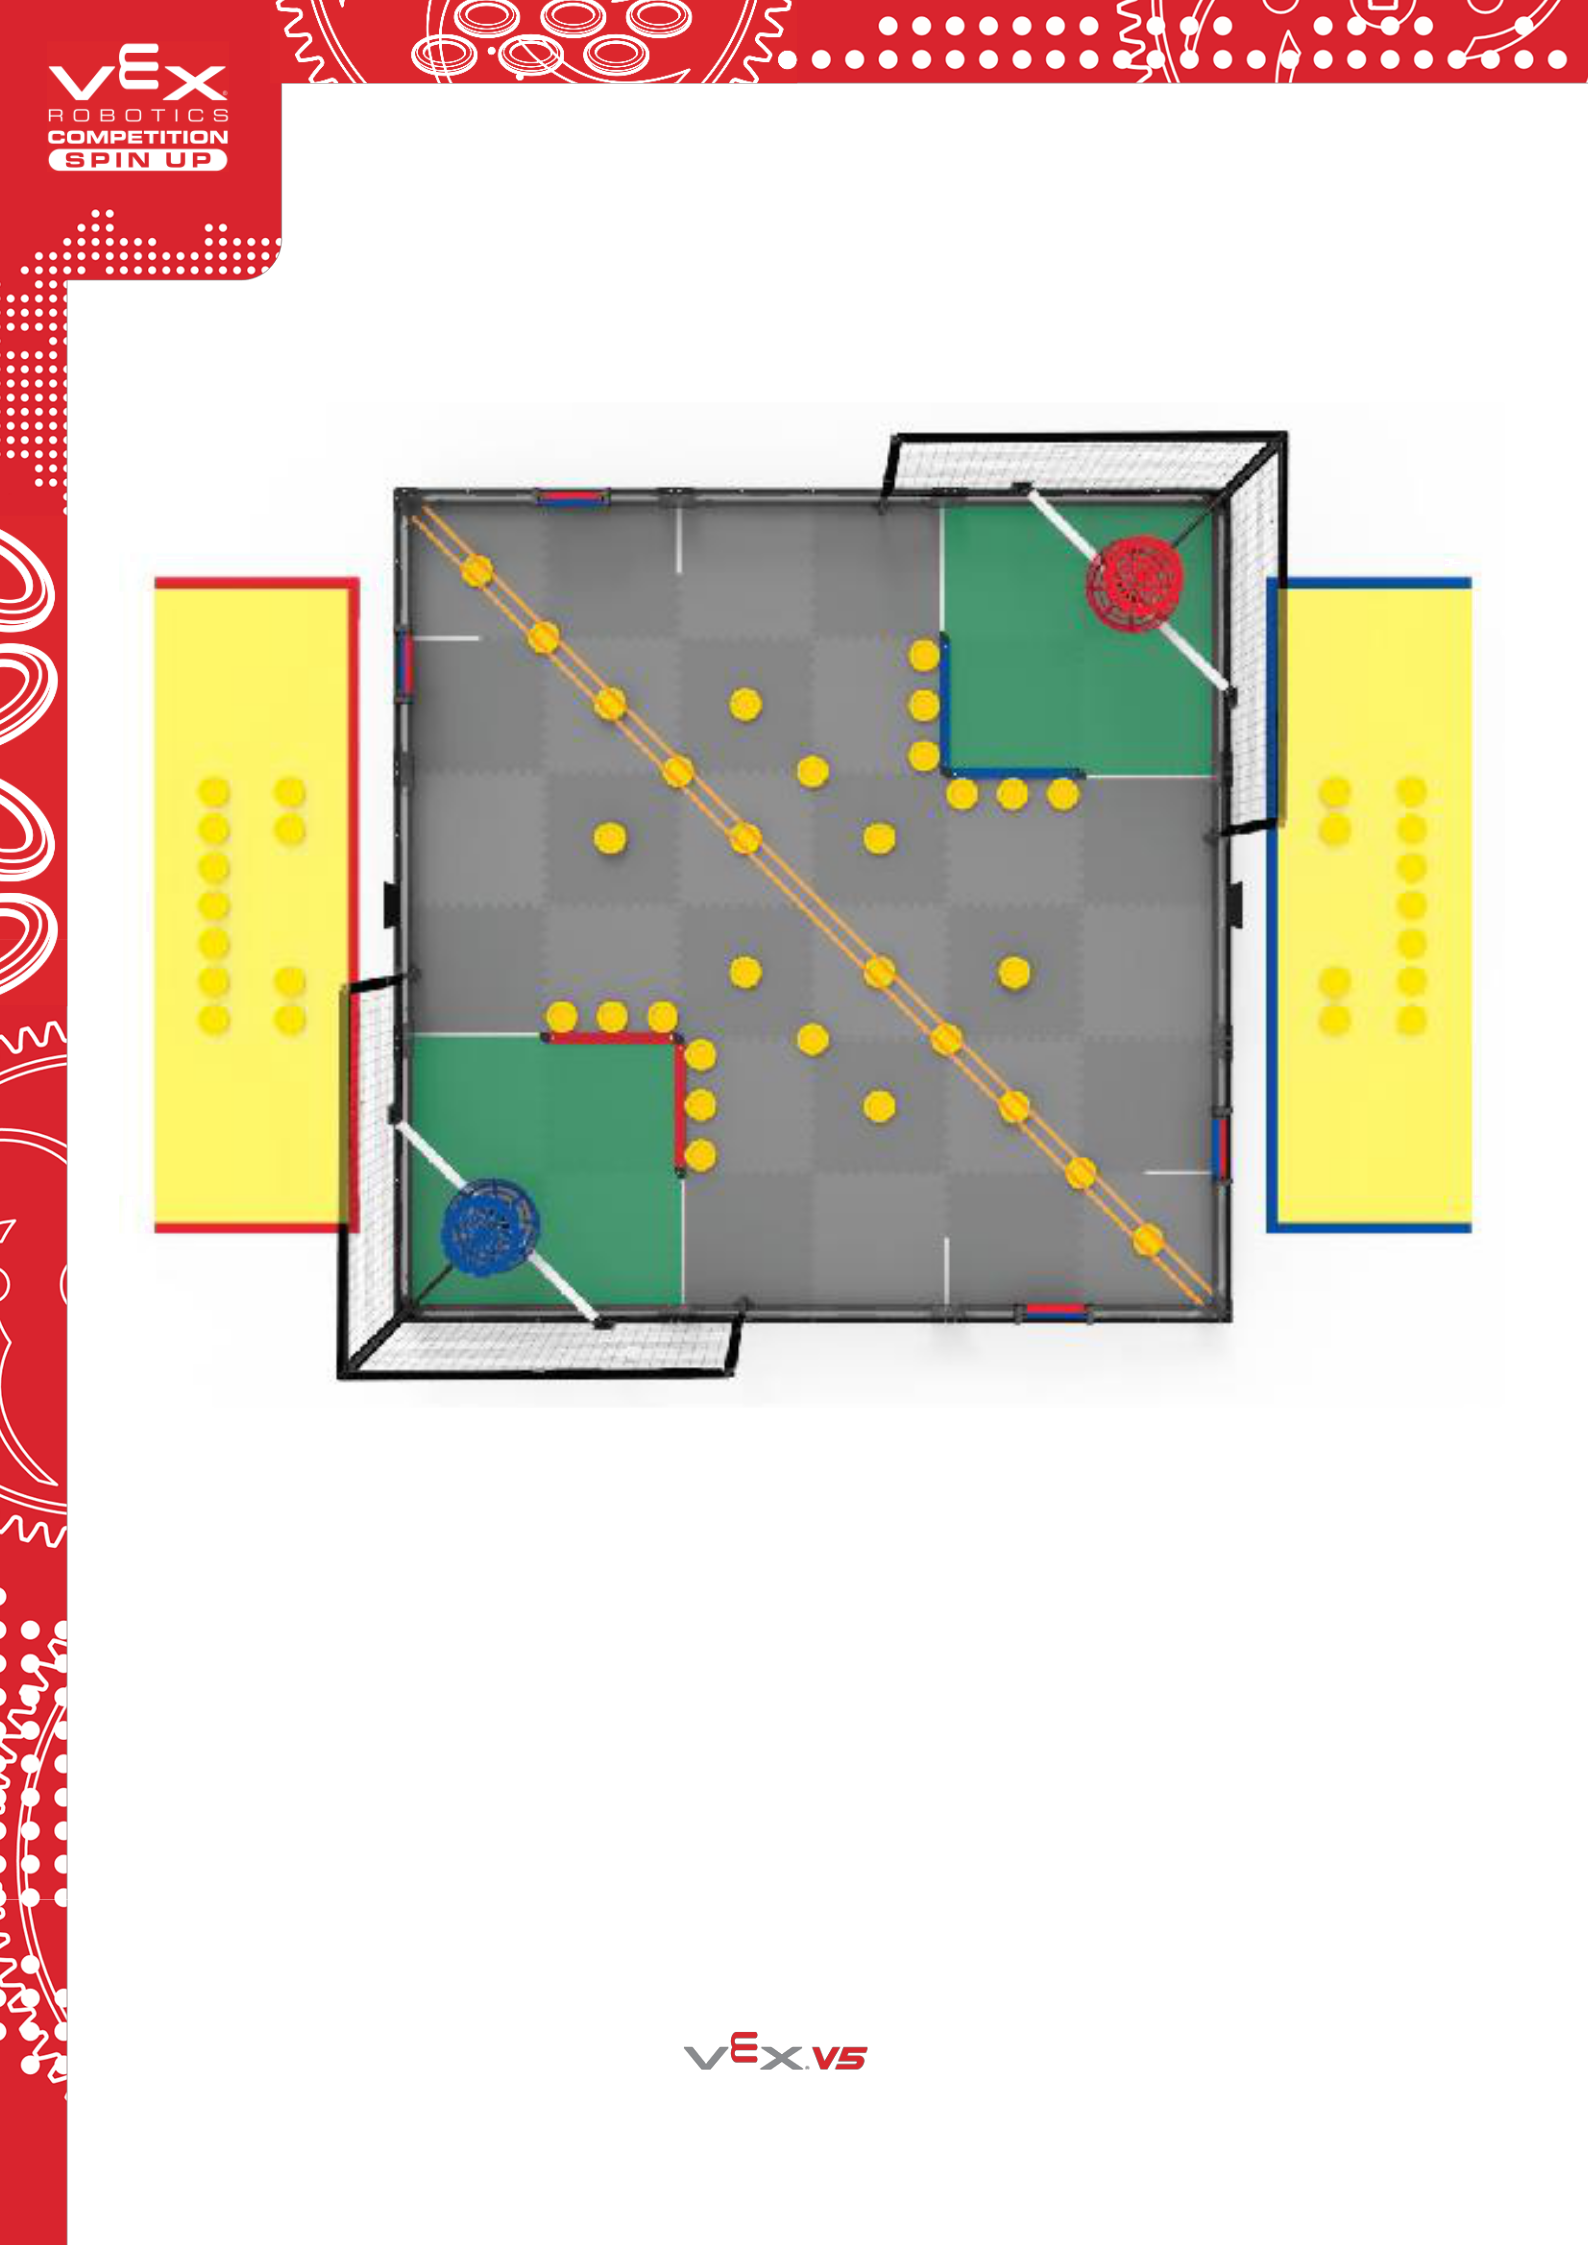 VEX
ROBOTICS
COMPETITION
SPIN UP
VEX V5